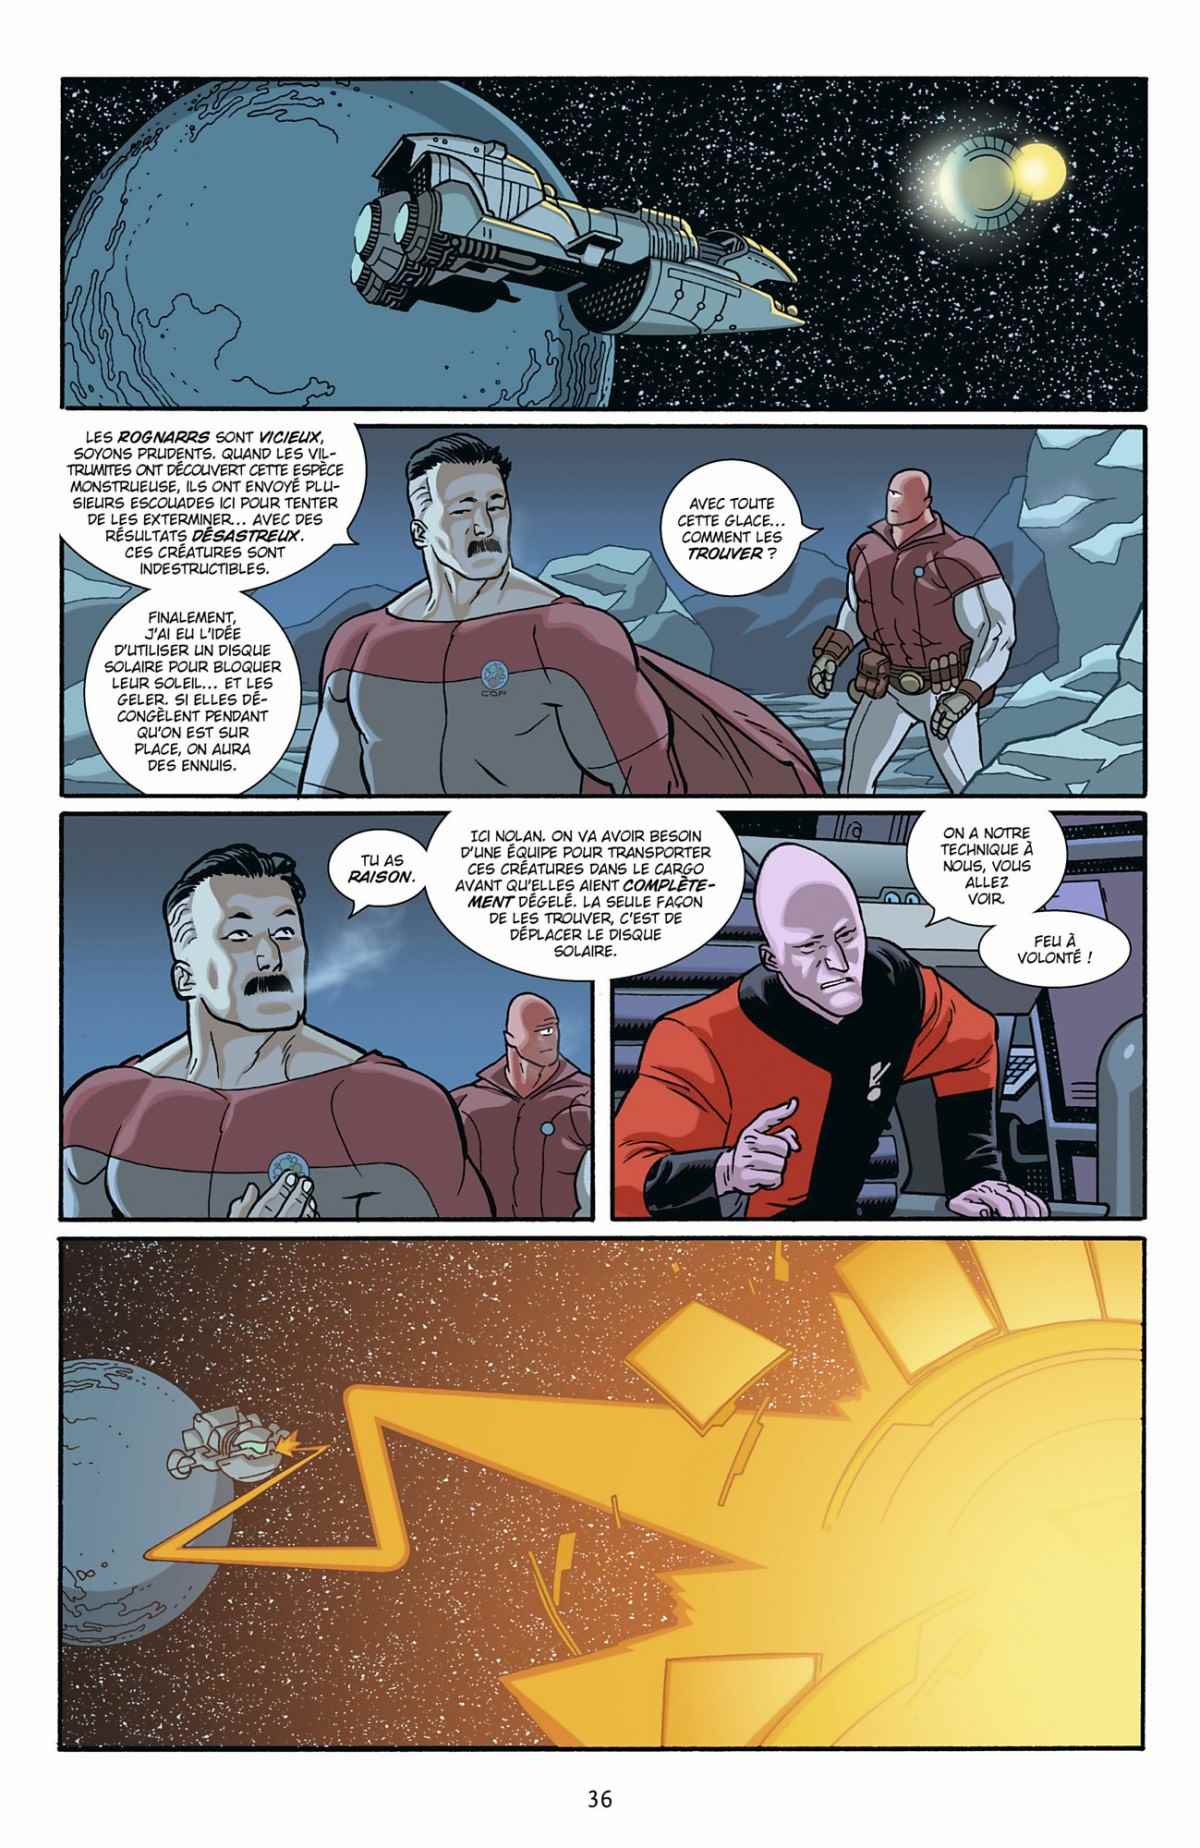 LES ROGNARRS SONT VICIEUX,
SOYONS PRUDENTS. QUAND LES VIL-
TRUMITES ONT DÉCOUVERT CETTE ESPÈCE
MONSTRUEUSE, ILS ONT ENVOYÉ PLU-
SIEURS ESCOUADES ICI POUR TENTER
DE LES EXTERMINER... AVEC DES
RÉSULTATS DÉSASTREUX.
CES CRÉATURES SONT
INDESTRUCTIBLES.
FINALEMENT,
J'AI EU L'IDÉE
D'UTILISER UN DISQUE
SOLAIRE POUR BLOQUER
LEUR SOLEIL... ET LES
GELER. SI ELLES DÉ-
CONGÈLENT PENDANT
QU'ON EST SUR
PLACE, ON AURA
DES ENNUIS.
AVEC TOUTE
CETTE GLACE...
COMMENT LES
TROUVER ?
C.O.P.
TU AS
RAISON.
ICI NOLAN. ON VA AVOIR BESOIN
D'UNE ÉQUIPE POUR TRANSPORTER
CES CRÉATURES DANS LE CARGO
AVANT QU'ELLES AIENT COMPLÈTE-
MENT DÉGELÉ. LA SEULE FAÇON
DE LES TROUVER, C'EST DE
DÉPLACER LE DISQUE
SOLAIRE.
ON A NOTRE
TECHNIQUE À
NOUS, VOUS
ALLEZ
VOIR.
FEU À
VOLONTÉ !
36